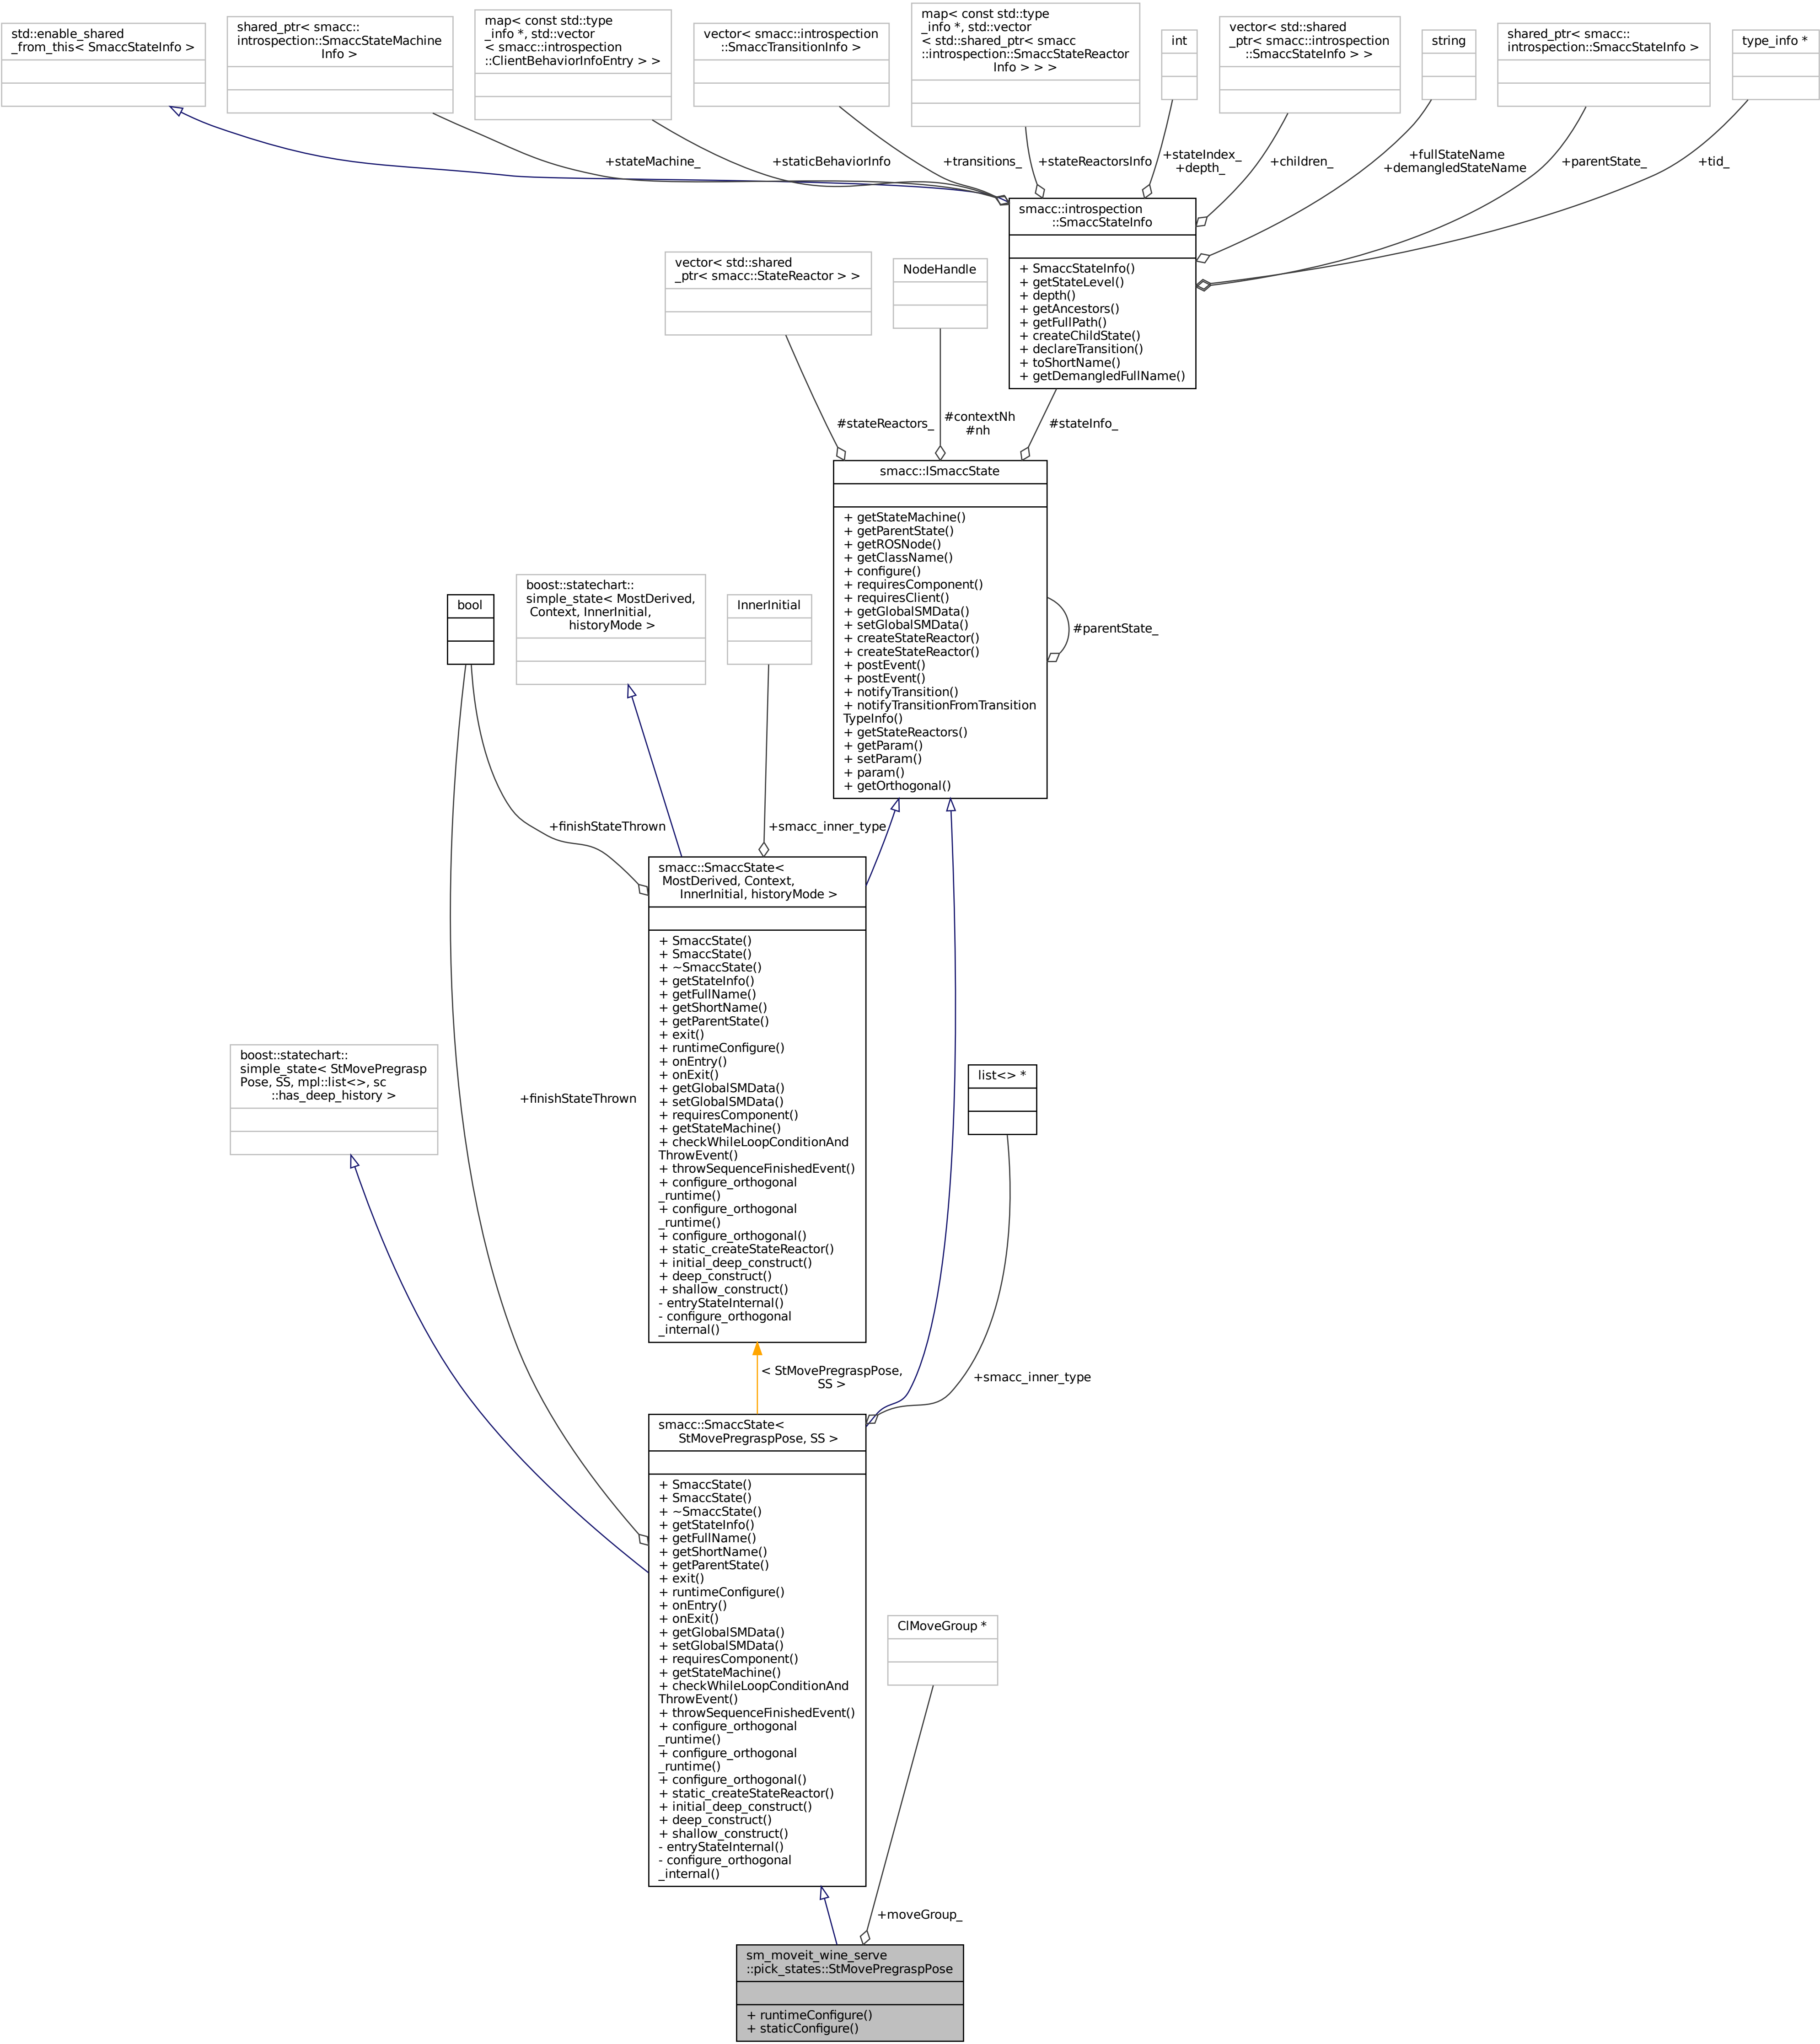 std::enable_shared
_from_this< SmaccStateInfo >
shared_ptr< smacc::
introspection::SmaccStateMachine
Info >
map< const std::type
_info *, std::vector
< smacc::introspection
::ClientBehaviorInfoEntry > >
vector< smacc::introspection
::SmaccTransitionInfo >
map< const std::type
_info *, std::vector
< std::shared_ptr< smacc
::introspection::SmaccStateReactor
Info > > >
int
vector< std::shared
_ptr< smacc::introspection
::SmaccStateInfo > >
string
shared_ptr< smacc::
introspection::SmaccStateInfo >
type_info *
+stateMachine_
+staticBehaviorInfo
+transitions_
+stateReactorsInfo
+stateIndex_
+depth_
+children_
+fullStateName
+demangledStateName
+parentState_
+tid_
smacc::introspection
::SmaccStateInfo
+ SmaccStateInfo()
+ getStateLevel()
+ depth()
+ getAncestors()
+ getFullPath()
+ createChildState()
+ declareTransition()
+ toShortName()
+ getDemangledFullName()
vector< std::shared
_ptr< smacc::StateReactor > >
NodeHandle
#stateReactors_
#contextNh
#nh
#stateInfo_
smacc::ISmaccState
+ getStateMachine()
+ getParentState()
+ getROSNode()
+ getClassName()
+ configure()
+ requiresComponent()
+ requiresClient()
+ getGlobalSMData()
+ setGlobalSMData()
+ createStateReactor()
+ createStateReactor()
+ postEvent()
+ postEvent()
+ notifyTransition()
+ notifyTransitionFromTransition
TypeInfo()
+ getStateReactors()
+ getParam()
+ setParam()
+ param()
+ getOrthogonal()
#parentState_
bool
boost::statechart::
simple_state< MostDerived,
Context, InnerInitial,
historyMode >
InnerInitial
+finishStateThrown
+smacc_inner_type
smacc::SmaccState<
MostDerived, Context,
InnerInitial, historyMode >
+ SmaccState()
+ SmaccState()
+ ~SmaccState()
+ getStateInfo()
+ getFullName()
+ getShortName()
+ getParentState()
+ exit()
+ runtimeConfigure()
+ onEntry()
+ onExit()
+ getGlobalSMData()
+ setGlobalSMData()
+ requiresComponent()
+ getStateMachine()
+ checkWhileLoopConditionAnd
ThrowEvent()
+ throwSequenceFinishedEvent()
+ configure_orthogonal
_runtime()
+ configure_orthogonal
_runtime()
+ configure_orthogonal()
+ static_createStateReactor()
+ initial_deep_construct()
+ deep_construct()
+ shallow_construct()
- entryStateInternal()
- configure_orthogonal
_internal()
boost::statechart::
simple_state< StMovePregrasp
Pose, SS, mpl::list<>, sc
::has_deep_history >
+finishStateThrown
list<> *
< StMovePregraspPose,
SS >
+smacc_inner_type
smacc::SmaccState<
StMovePregraspPose, SS >
+ SmaccState()
+ SmaccState()
+ ~SmaccState()
+ getStateInfo()
+ getFullName()
+ getShortName()
+ getParentState()
+ exit()
+ runtimeConfigure()
+ onEntry()
+ onExit()
+ getGlobalSMData()
+ setGlobalSMData()
+ requiresComponent()
+ getStateMachine()
+ checkWhileLoopConditionAnd
ThrowEvent()
+ throwSequenceFinishedEvent()
+ configure_orthogonal
_runtime()
+ configure_orthogonal
_runtime()
+ configure_orthogonal()
+ static_createStateReactor()
+ initial_deep_construct()
+ deep_construct()
+ shallow_construct()
- entryStateInternal()
- configure_orthogonal
_internal()
ClMoveGroup *
+moveGroup_
sm_moveit_wine_serve
::pick_states::StMovePregraspPose
+ runtimeConfigure()
+ staticConfigure()